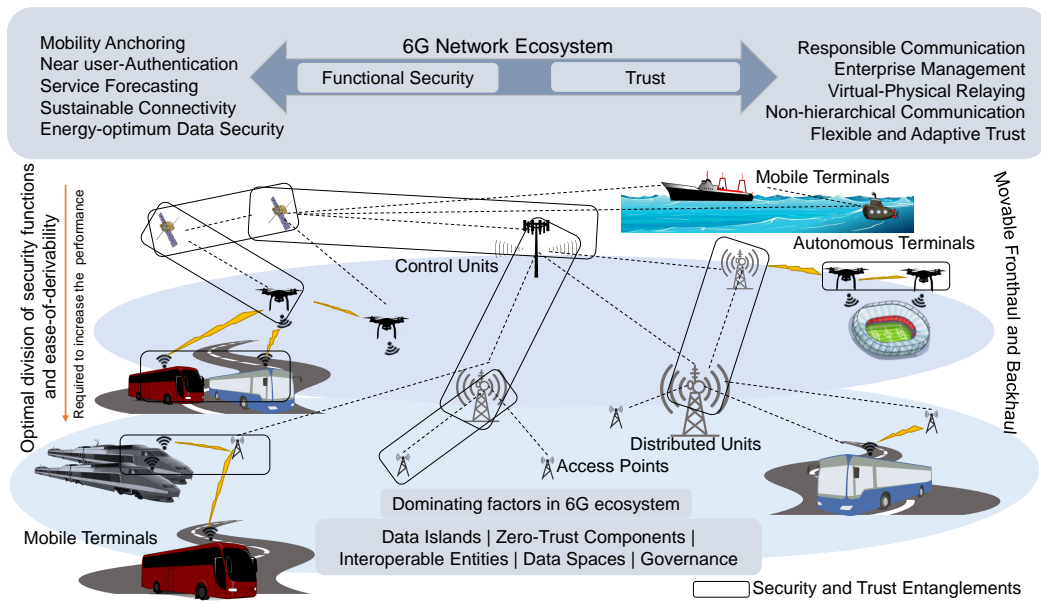 6G Network Ecosystem
Functional Security
Trust
Mobility Anchoring
Near user-Authentication
Service Forecasting
Sustainable Connectivity
Energy-optimum Data Security
Responsible Communication
Enterprise Management
Virtual-Physical Relaying
Non-hierarchical Communication
Flexible and Adaptive Trust
Optimal division of security functions
and ease-of-derivability
Required to increase the performance
Mobile Terminals
Control Units
Autonomous Terminals
Movable Fronthaul and Backhaul
Distributed Units
Access Points
Mobile Terminals
Dominating factors in 6G ecosystem
Data Islands | Zero-Trust Components |
Interoperable Entities | Data Spaces | Governance
Security and Trust Entanglements